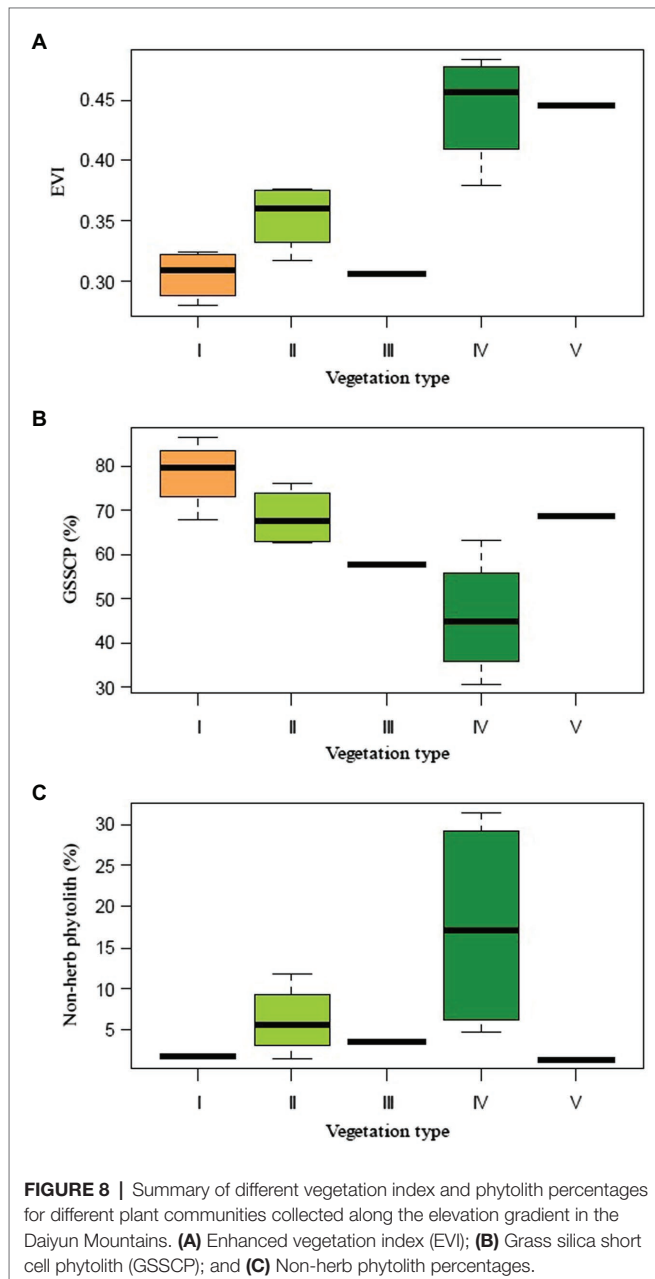 A
EVI
0.45
0.40
0.35
0.30
I II III IV V
Vegetation type
B
GSSCP (%)
80
70
60
50
40
30
I II III IV V
Vegetation type
C
Non-herb phytolith (%)
30
25
20
15
10
5
I II III IV V
Vegetation type
FIGURE 8 | Summary of different vegetation index and phytolith percentages
for different plant communities collected along the elevation gradient in the
Daiyun Mountains. (A) Enhanced vegetation index (EVI); (B) Grass silica short
cell phytolith (GSSCP); and (C) Non-herb phytolith percentages.